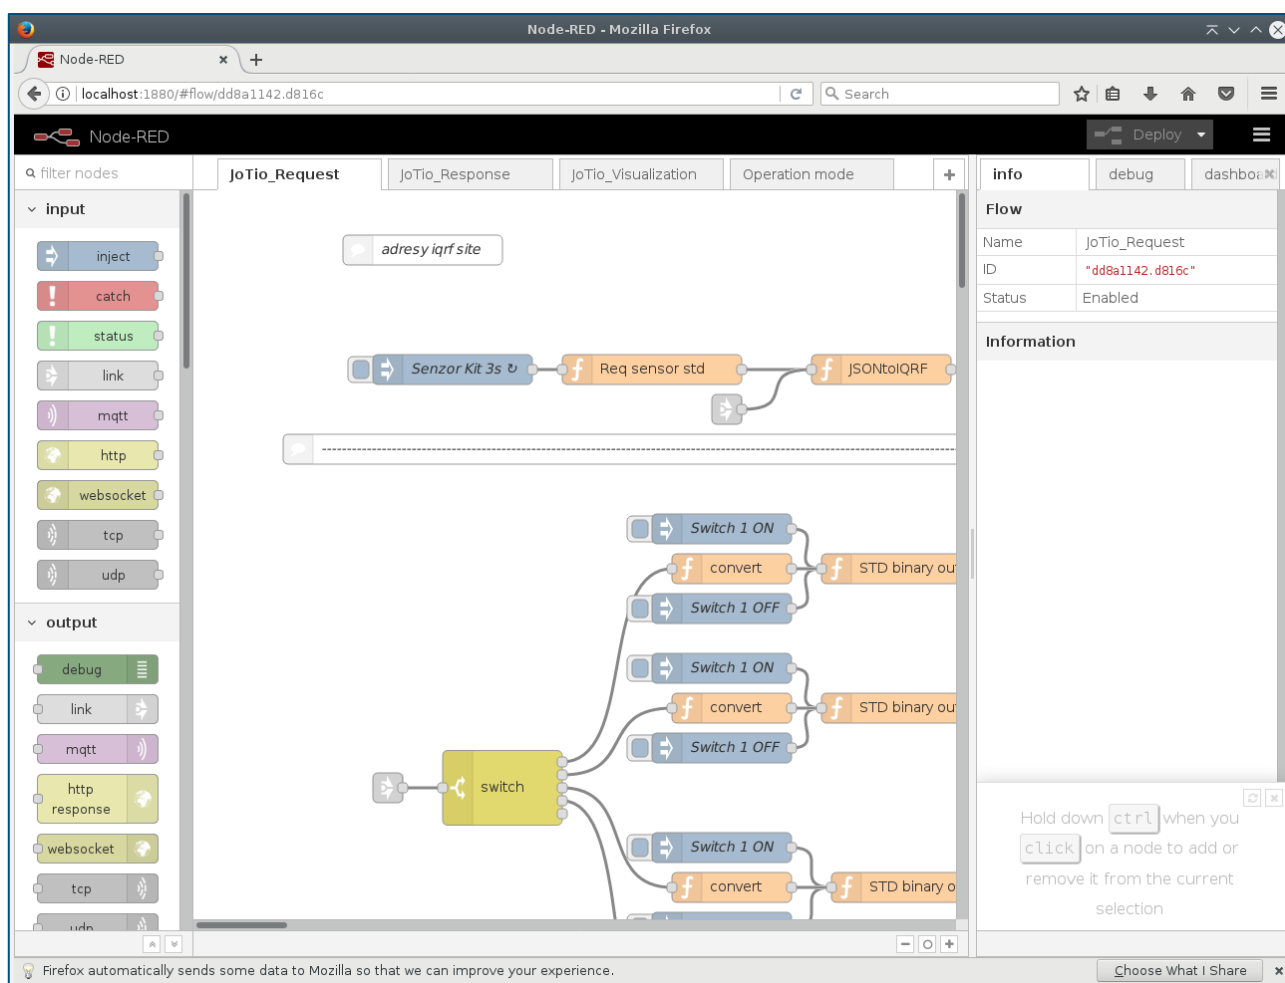 Node-RED - Mozilla Firefox
Node-RED
localhost:1880/#flow/dd8a1142.d816c
Search
Node-RED
Deploy
filter nodes
JoTio_Request
JoTio_Response
JoTio_Visualization
Operation mode
info
debug
dashboa
input
inject
catch
status
link
mqtt
http
websocket
tcp
udp
output
debug
link
mqtt
http
response
websocket
tcp
udp
adresy iqrf site
Senzor Kit 3s ↻
Req sensor std
JSONtoIQRF
--------------------------------------------------------------------------------
Switch 1 ON
convert
STD binary ou
Switch 1 OFF
Switch 1 ON
convert
STD binary ou
Switch 1 OFF
switch
Switch 1 ON
convert
STD binary o
Flow
Name JoTio_Request
ID "dd8a1142.d816c"
Status Enabled
Information
Hold down ctrl when you
click on a node to add or
remove it from the current
selection
Firefox automatically sends some data to Mozilla so that we can improve your experience.
Choose What I Share